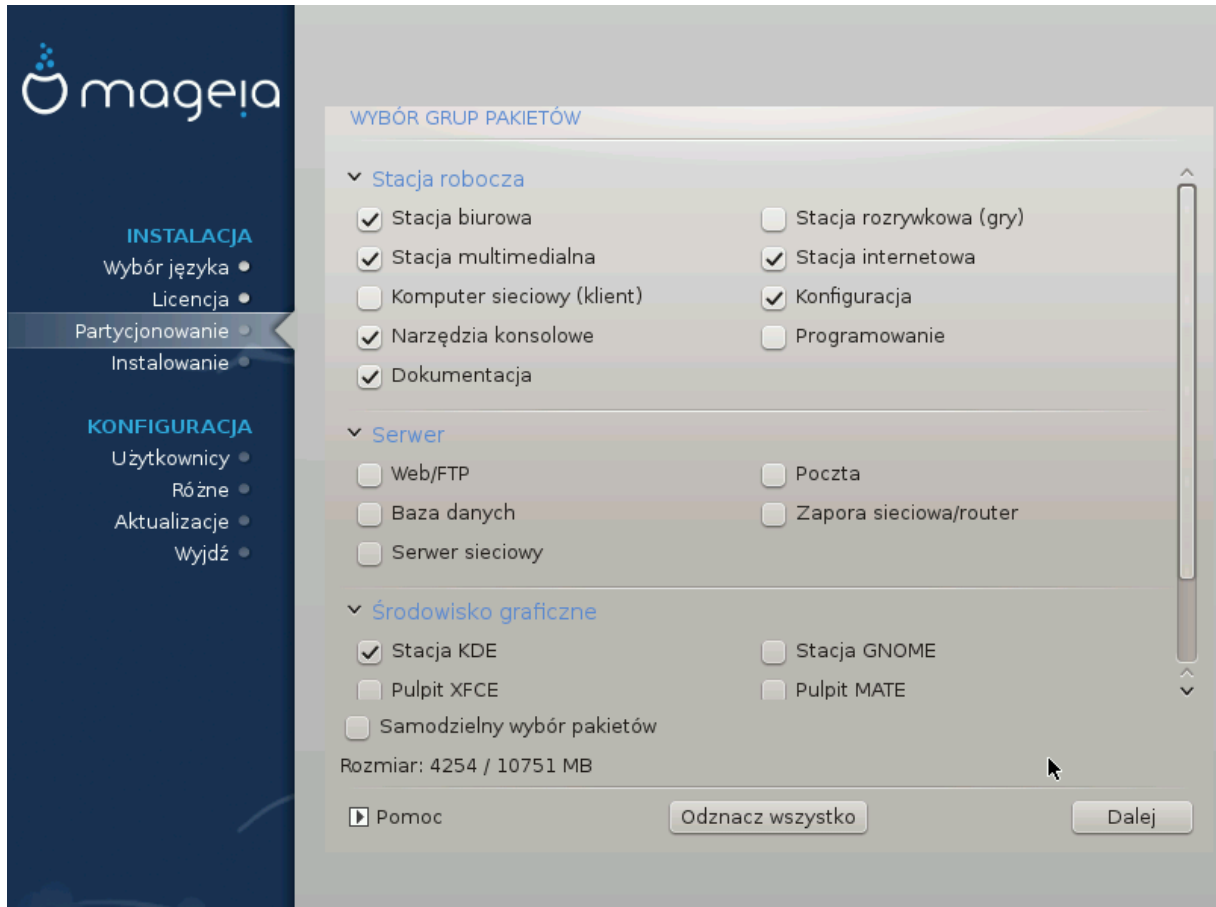 mageia
INSTALACJA
Wybór języka
Licencja
Partycjonowanie
Instalowanie
KONFIGURACJA
Użytkownicy
Różne
Aktualizacje
Wyjdź
WYBÓR GRUP PAKIETÓW
Stacja robocza
Stacja biurowa
Stacja rozrywkowa (gry)
Stacja multimedialna
Stacja internetowa
Komputer sieciowy (klient)
Konfiguracja
Narzędzia konsolowe
Programowanie
Dokumentacja
Serwer
Web/FTP
Poczta
Baza danych
Zapora sieciowa/router
Serwer sieciowy
Środowisko graficzne
Stacja KDE
Stacja GNOME
Pulpit XFCE
Pulpit MATE
Samodzielny wybór pakietów
Rozmiar: 4254 / 10751 MB
Pomoc
Odznacz wszystko
Dalej